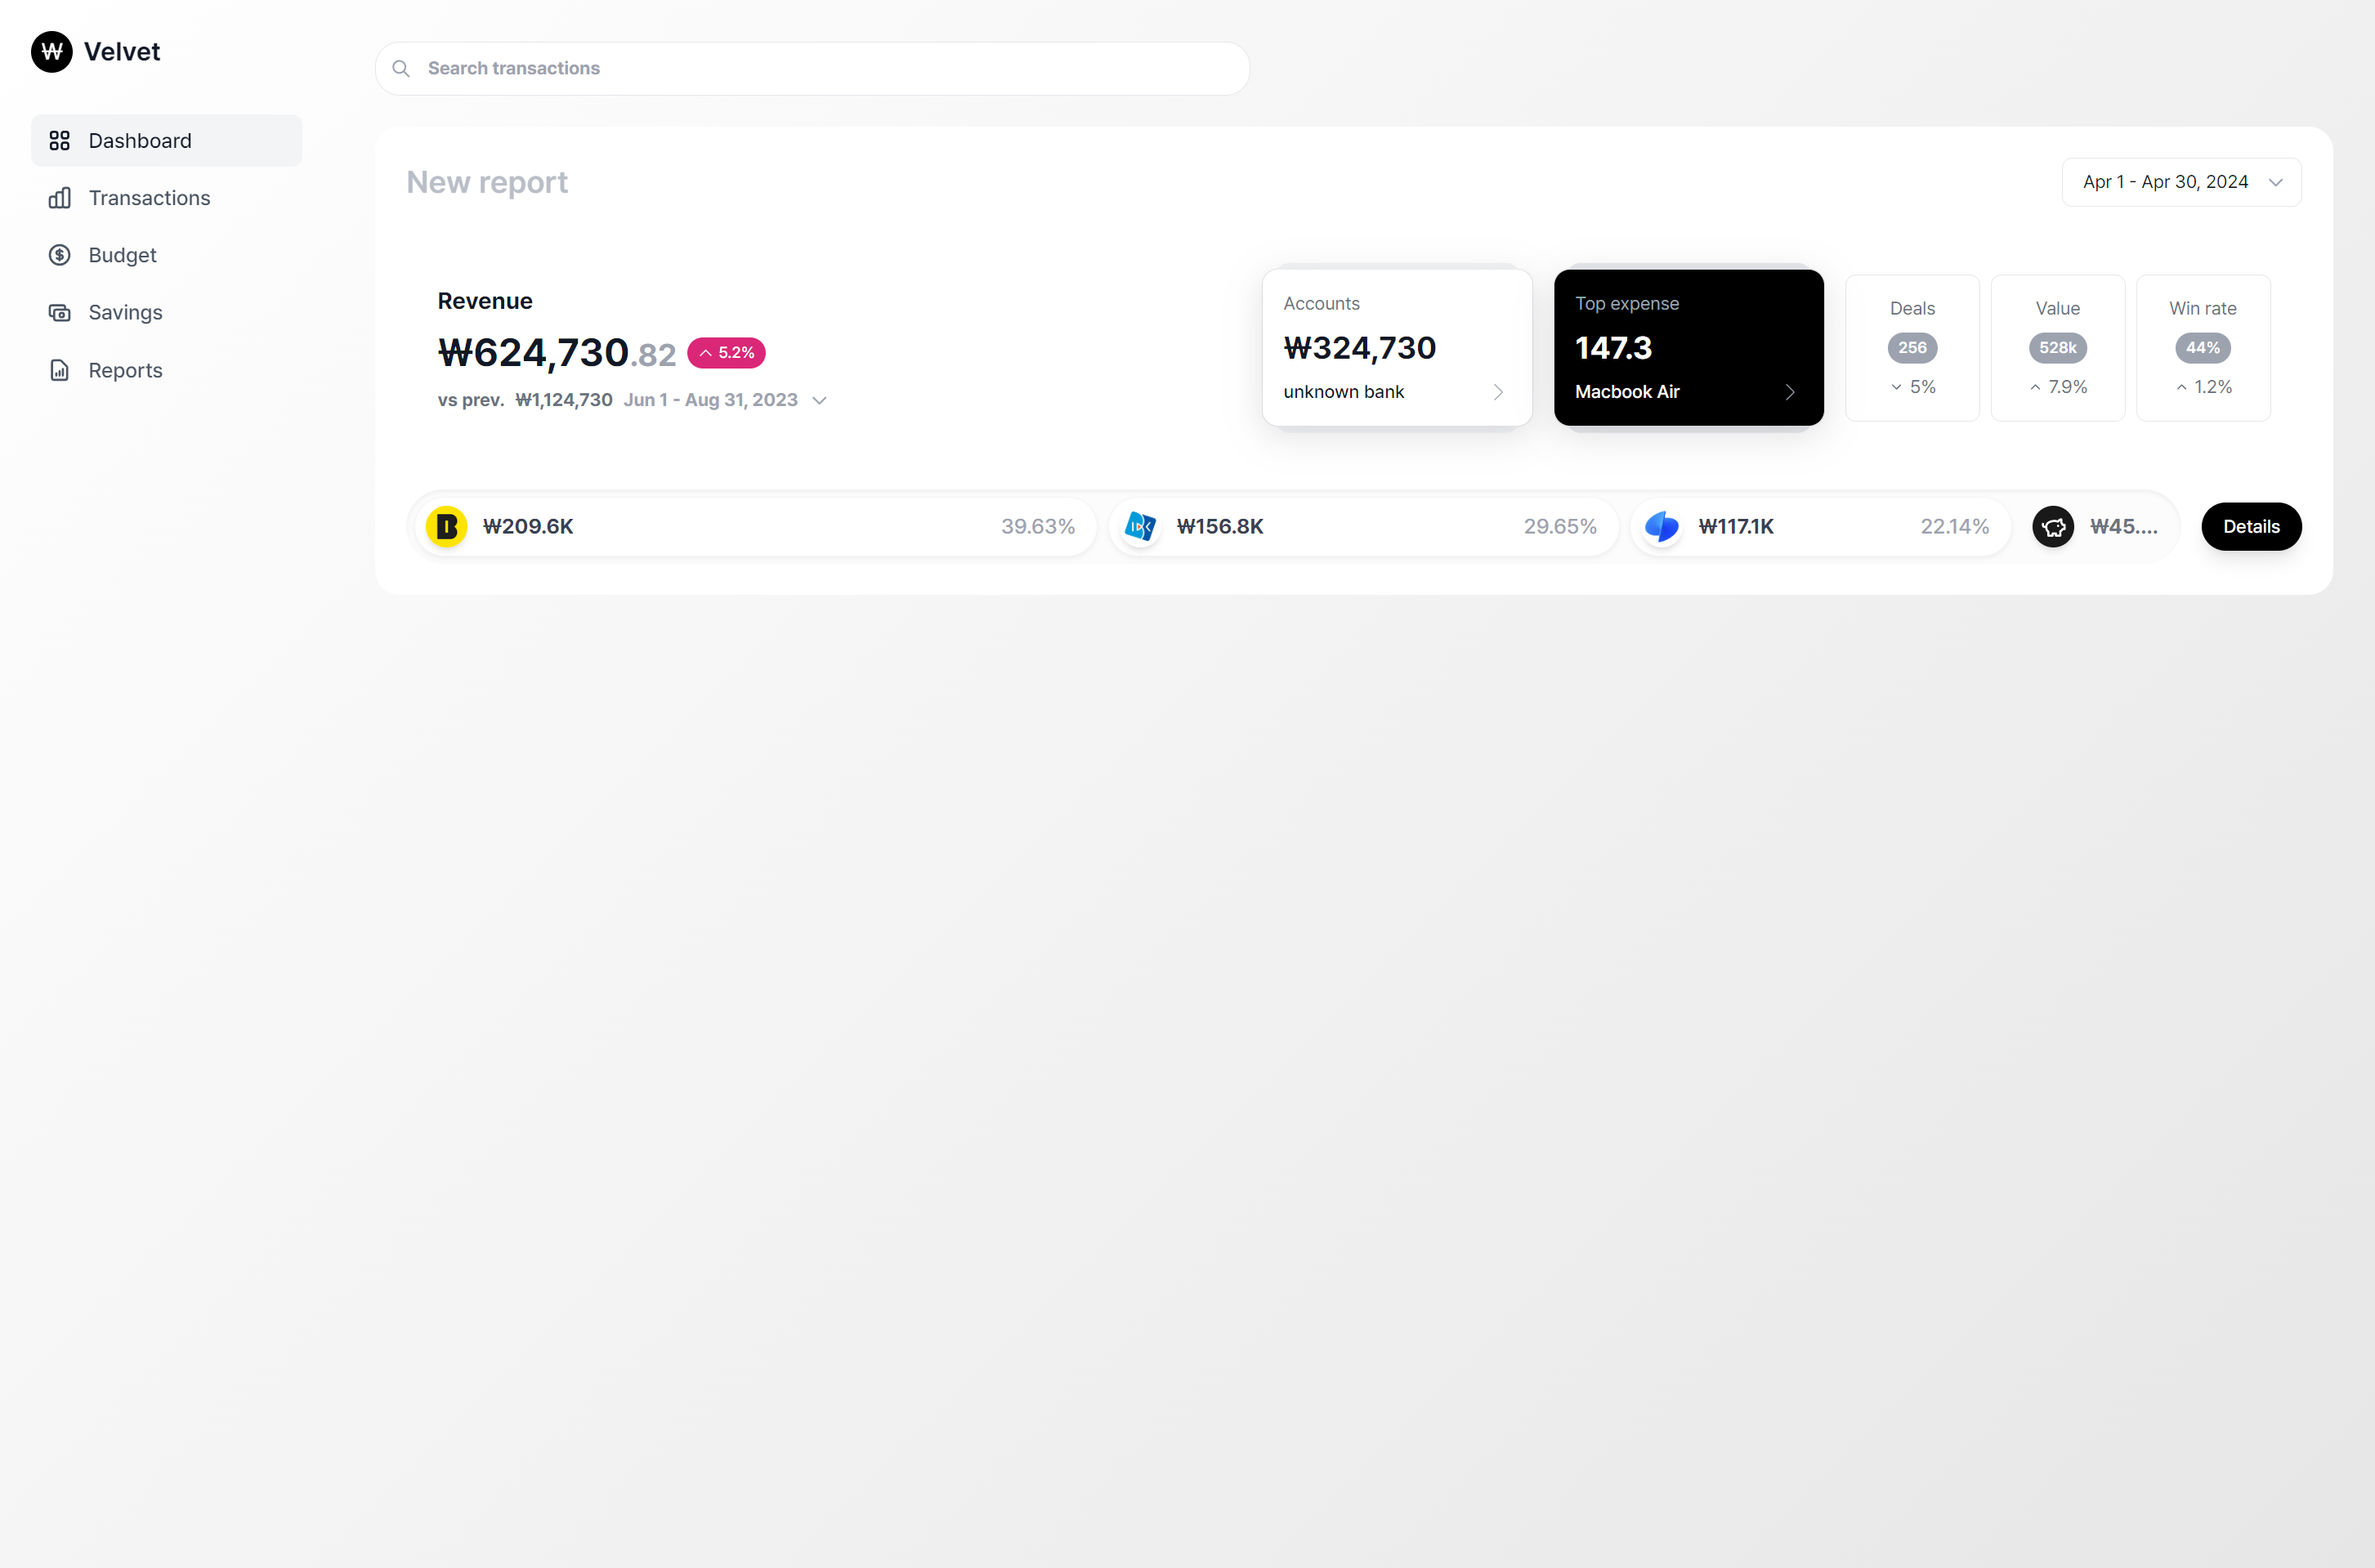 ₩ Velvet
Search transactions
Dashboard
Transactions
Budget
Savings
Reports
New report
Apr 1 - Apr 30, 2024
Revenue
₩624,730.82
5.2%
vs prev. ₩1,124,730 Jun 1 - Aug 31, 2023
Accounts
₩324,730
unknown bank
Top expense
147.3
Macbook Air
Deals
256
5%
Value
528k
7.9%
Win rate
44%
1.2%
B ₩209.6K 39.63%
IBK ₩156.8K 29.65%
₩117.1K 22.14%
₩45....
Details